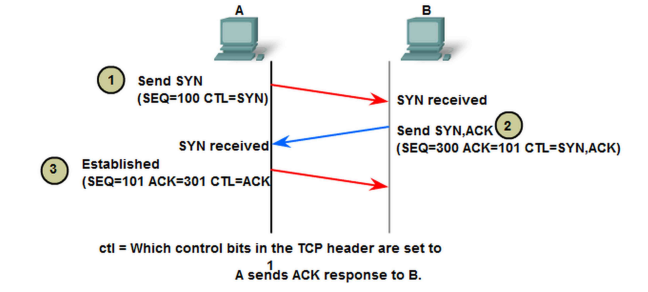 A
B
1
Send SYN
(SEQ=100 CTL=SYN)
SYN received
Send SYN,ACK
2
(SEQ=300 ACK=101 CTL=SYN,ACK)
SYN received
3
Established
(SEQ=101 ACK=301 CTL=ACK
ctl = Which control bits in the TCP header are set to
1
A sends ACK response to B.